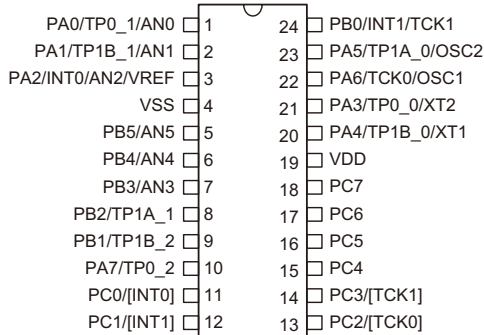 PA0/TP0_1/AN0 1 24 PB0/INT1/TCK1
PA1/TP1B_1/AN1 2 23 PA5/TP1A_0/OSC2
PA2/INT0/AN2/VREF 3 22 PA6/TCK0/OSC1
VSS 4 21 PA3/TP0_0/XT2
PB5/AN5 5 20 PA4/TP1B_0/XT1
PB4/AN4 6 19 VDD
PB3/AN3 7 18 PC7
PB2/TP1A_1 8 17 PC6
PB1/TP1B_2 9 16 PC5
PA7/TP0_2 10 15 PC4
PC0/[INT0] 11 14 PC3/[TCK1]
PC1/[INT1] 12 13 PC2/[TCK0]